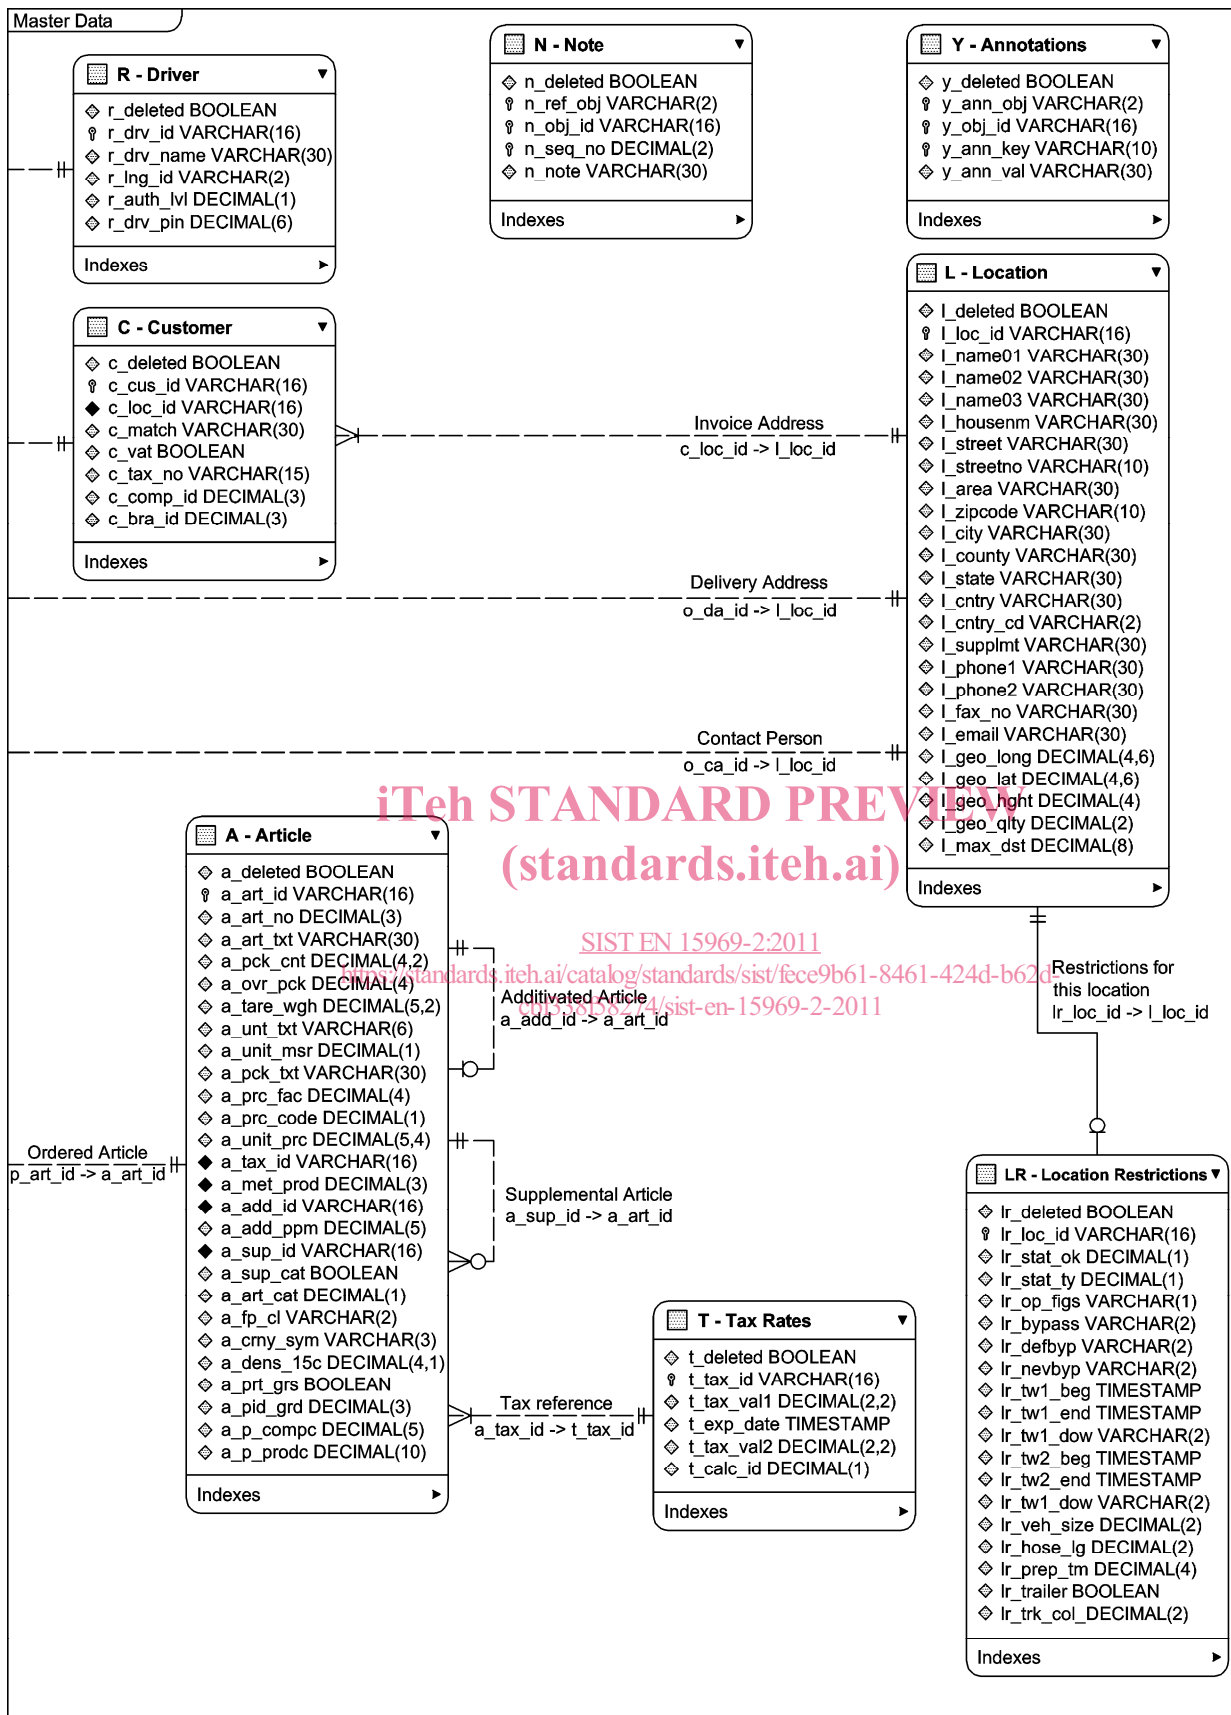 Master Data
R - Driver
r_deleted BOOLEAN
r_drv_id VARCHAR(16)
r_drv_name VARCHAR(30)
r_lng_id VARCHAR(2)
r_auth_lvl DECIMAL(1)
r_drv_pin DECIMAL(6)
Indexes
N - Note
n_deleted BOOLEAN
n_ref_obj VARCHAR(2)
n_obj_id VARCHAR(16)
n_seq_no DECIMAL(2)
n_note VARCHAR(30)
Indexes
Y - Annotations
y_deleted BOOLEAN
y_ann_obj VARCHAR(2)
y_obj_id VARCHAR(16)
y_ann_key VARCHAR(10)
y_ann_val VARCHAR(30)
Indexes
C - Customer
c_deleted BOOLEAN
c_cus_id VARCHAR(16)
c_loc_id VARCHAR(16)
c_match VARCHAR(30)
c_vat BOOLEAN
c_tax_no VARCHAR(15)
c_comp_id DECIMAL(3)
c_bra_id DECIMAL(3)
Indexes
Invoice Address
c_loc_id -> l_loc_id
Delivery Address
o_da_id -> l_loc_id
Contact Person
o_ca_id -> l_loc_id
L - Location
l_deleted BOOLEAN
l_loc_id VARCHAR(16)
l_name01 VARCHAR(30)
l_name02 VARCHAR(30)
l_name03 VARCHAR(30)
l_housenm VARCHAR(30)
l_street VARCHAR(30)
l_streetno VARCHAR(10)
l_area VARCHAR(30)
l_zipcode VARCHAR(10)
l_city VARCHAR(30)
l_county VARCHAR(30)
l_state VARCHAR(30)
l_cntry VARCHAR(30)
l_cntry_cd VARCHAR(2)
l_supplmt VARCHAR(30)
l_phone1 VARCHAR(30)
l_phone2 VARCHAR(30)
l_fax_no VARCHAR(30)
l_email VARCHAR(30)
l_geo_long DECIMAL(4,6)
l_geo_lat DECIMAL(4,6)
l_geo_hght DECIMAL(4)
l_geo_qlty DECIMAL(2)
l_max_dst DECIMAL(8)
Indexes
iTeh STANDARD PREVIEW
(standards.iteh.ai)
SIST EN 15969-2:2011
https://standards.iteh.ai/catalog/standards/sist/fece9b61-8461-424d-b62d-
cbf338f58274/sist-en-15969-2-2011
A - Article
a_deleted BOOLEAN
a_art_id VARCHAR(16)
a_art_no DECIMAL(3)
a_art_txt VARCHAR(30)
a_pck_cnt DECIMAL(4,2)
a_ovr_pck DECIMAL(4)
a_tare_wgh DECIMAL(5,2)
a_unt_txt VARCHAR(6)
a_unit_msr DECIMAL(1)
a_pck_txt VARCHAR(30)
a_prc_fac DECIMAL(4)
a_prc_code DECIMAL(1)
a_unit_prc DECIMAL(5,4)
a_tax_id VARCHAR(16)
a_met_prod DECIMAL(3)
a_add_id VARCHAR(16)
a_add_ppm DECIMAL(5)
a_sup_id VARCHAR(16)
a_sup_cat BOOLEAN
a_art_cat DECIMAL(1)
a_fp_cl VARCHAR(2)
a_crny_sym VARCHAR(3)
a_dens_15c DECIMAL(4,1)
a_prt_grs BOOLEAN
a_pid_grd DECIMAL(3)
a_p_compc DECIMAL(5)
a_p_prodc DECIMAL(10)
Indexes
Additivated Article
a_add_id -> a_art_id
Supplemental Article
a_sup_id -> a_art_id
Ordered Article
p_art_id -> a_art_id
Tax reference
a_tax_id -> t_tax_id
T - Tax Rates
t_deleted BOOLEAN
t_tax_id VARCHAR(16)
t_tax_val1 DECIMAL(2,2)
t_exp_date TIMESTAMP
t_tax_val2 DECIMAL(2,2)
t_calc_id DECIMAL(1)
Indexes
Restrictions for
this location
lr_loc_id -> l_loc_id
LR - Location Restrictions
lr_deleted BOOLEAN
lr_loc_id VARCHAR(16)
lr_stat_ok DECIMAL(1)
lr_stat_ty DECIMAL(1)
lr_op_figs VARCHAR(1)
lr_bypass VARCHAR(2)
lr_defbyp VARCHAR(2)
lr_nevbyp VARCHAR(2)
lr_tw1_beg TIMESTAMP
lr_tw1_end TIMESTAMP
lr_tw1_dow VARCHAR(2)
lr_tw2_beg TIMESTAMP
lr_tw2_end TIMESTAMP
lr_tw1_dow VARCHAR(2)
lr_veh_size DECIMAL(2)
lr_hose_lg DECIMAL(2)
lr_prep_tm DECIMAL(4)
lr_trailer BOOLEAN
lr_trk_col_DECIMAL(2)
Indexes